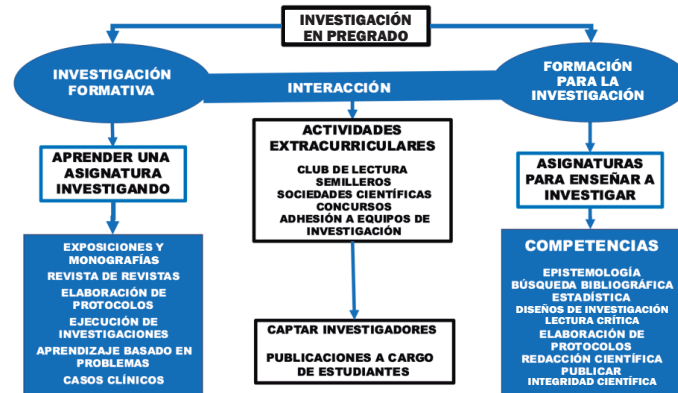 INVESTIGACIÓN
EN PREGRADO
INVESTIGACIÓN
FORMATIVA
INTERACCIÓN
FORMACIÓN
PARA LA
INVESTIGACIÓN
APRENDER UNA
ASIGNATURA
INVESTIGANDO
ACTIVIDADES
EXTRACURRICULARES
CLUB DE LECTURA
SEMILLEROS
SOCIEDADES CIENTÍFICAS
CONCURSOS
ADHESIÓN A EQUIPOS DE
INVESTIGACIÓN
ASIGNATURAS
PARA ENSEÑAR A
INVESTIGAR
EXPOSICIONES Y
MONOGRAFÍAS
REVISTA DE REVISTAS
ELABORACIÓN DE
PROTOCOLOS
EJECUCIÓN DE
INVESTIGACIONES
APRENDIZAJE BASADO EN
PROBLEMAS
CASOS CLÍNICOS
CAPTAR INVESTIGADORES
PUBLICACIONES A CARGO
DE ESTUDIANTES
COMPETENCIAS
EPISTEMOLOGÍA
BÚSQUEDA BIBLIOGRÁFICA
ESTADÍSTICA
DISEÑOS DE INVESTIGACIÓN
LECTURA CRÍTICA
ELABORACIÓN DE
PROTOCOLOS
REDACCIÓN CIENTÍFICA
PUBLICAR
INTEGRIDAD CIENTÍFICA